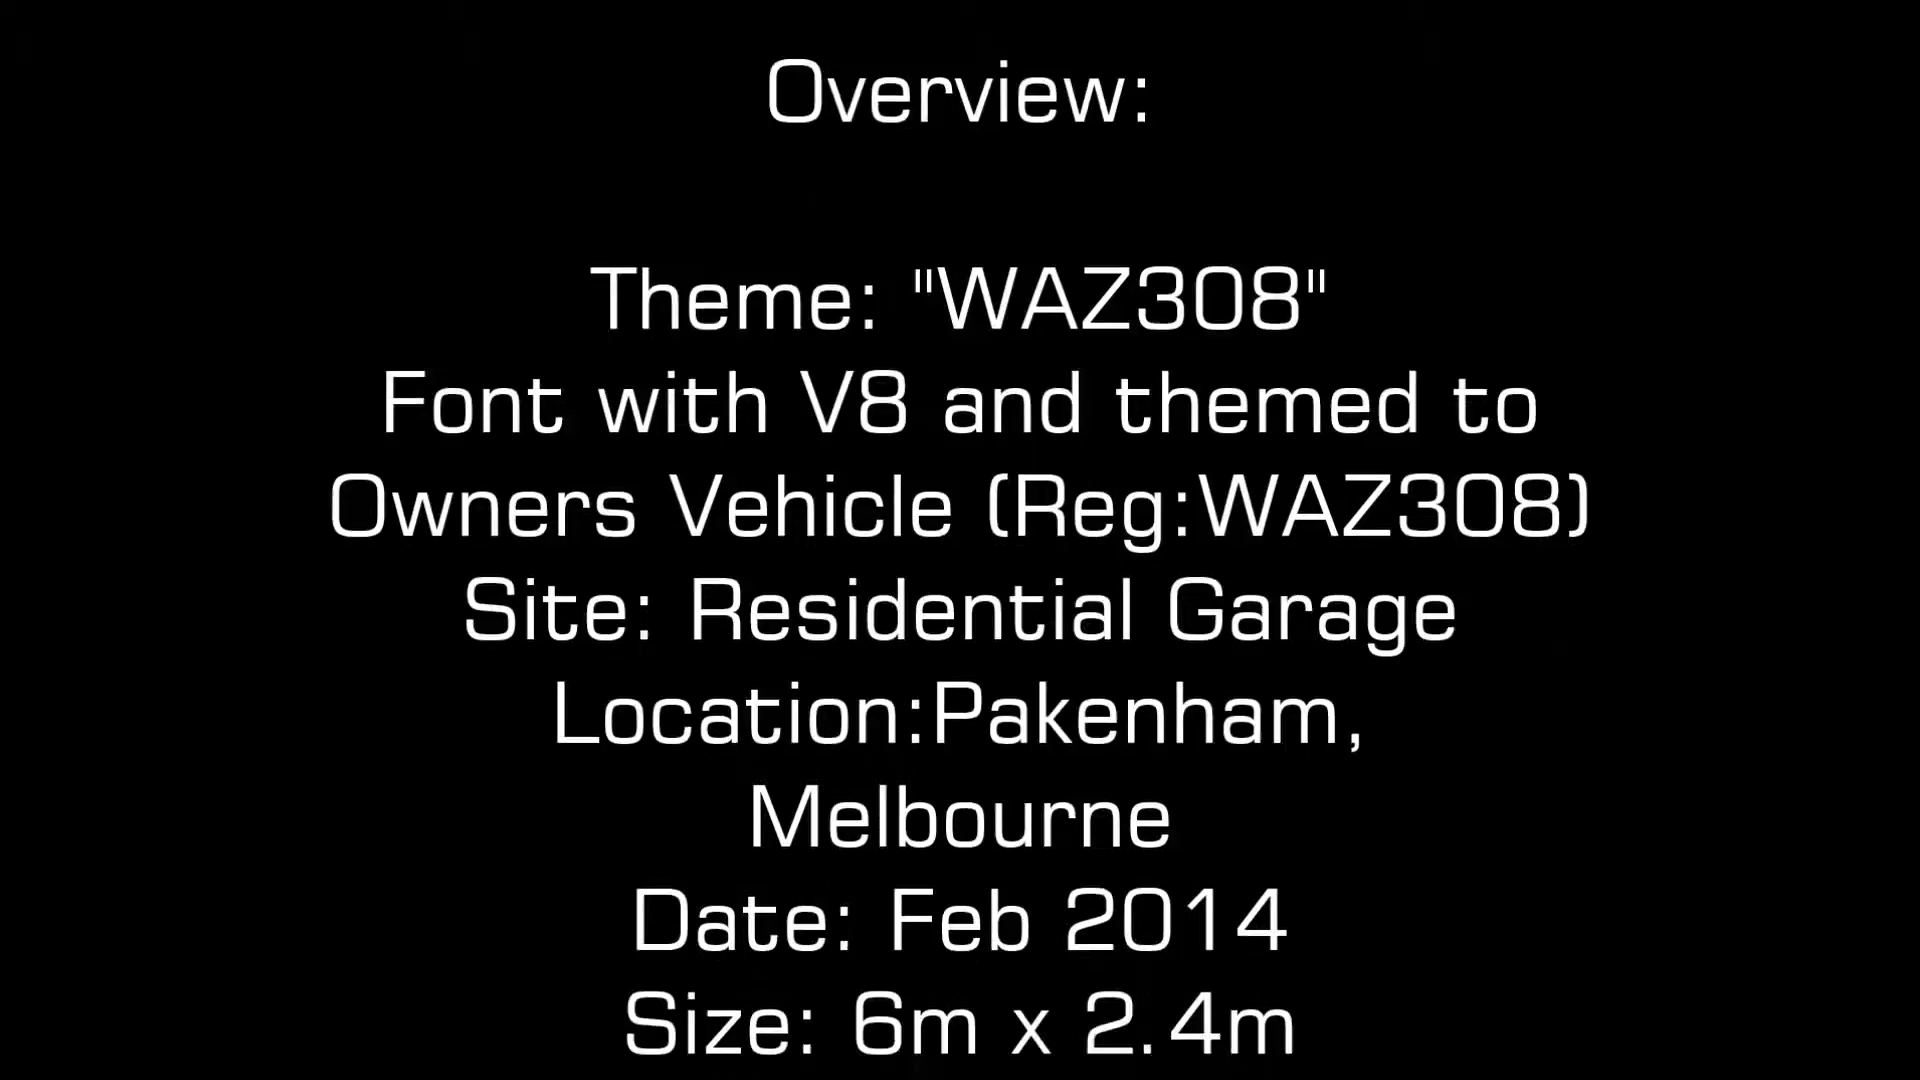 Overview:
Theme: "WAZ308"
Font with V8 and themed to
Owners Vehicle (Reg:WAZ308)
Site: Residential Garage
Location:Pakenham,
Melbourne
Date: Feb 2014
Size: 6m x 2.4m